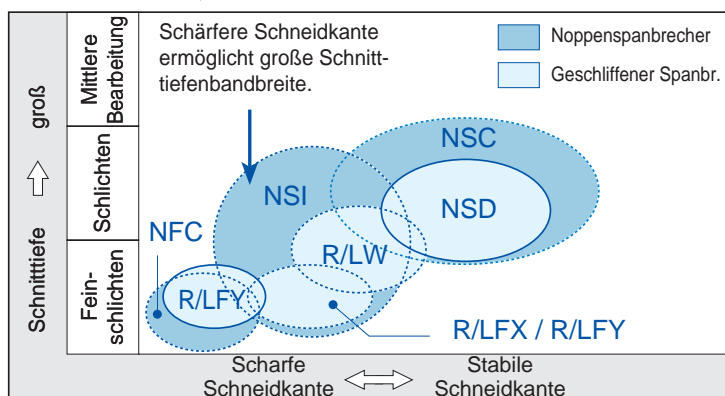 Schärfere Schneidkante
ermöglicht große Schnitt-
tiefenbandbreite.
Noppenspanbrecher
Geschliffener Spanbr.
Schnitttiefe
groß
Mittlere
Bearbeitung
Schlichten
Fein-
schlichten
NSC
NSI
NSD
NFC
R/LW
R/LFY
R/LFX / R/LFY
Scharfe
Schneidkante
Stabile
Schneidkante